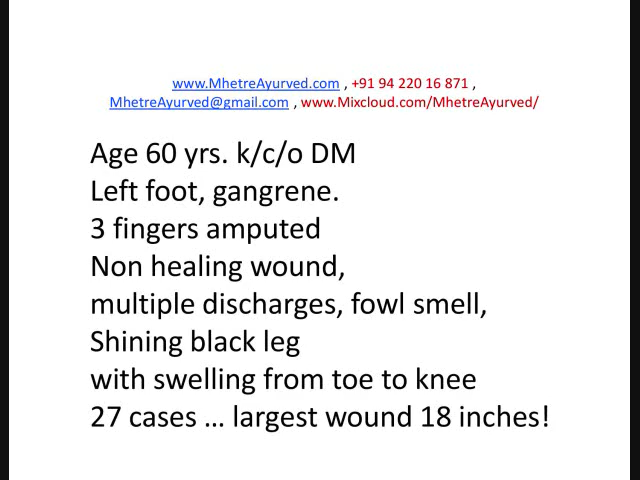 www.MhetreAyurved.com , +91 94 220 16 871 ,
MhetreAyurved@gmail.com , www.Mixcloud.com/MhetreAyurved/
Age 60 yrs. k/c/o DM
Left foot, gangrene.
3 fingers amputed
Non healing wound,
multiple discharges, fowl smell,
Shining black leg
with swelling from toe to knee
27 cases ... largest wound 18 inches!